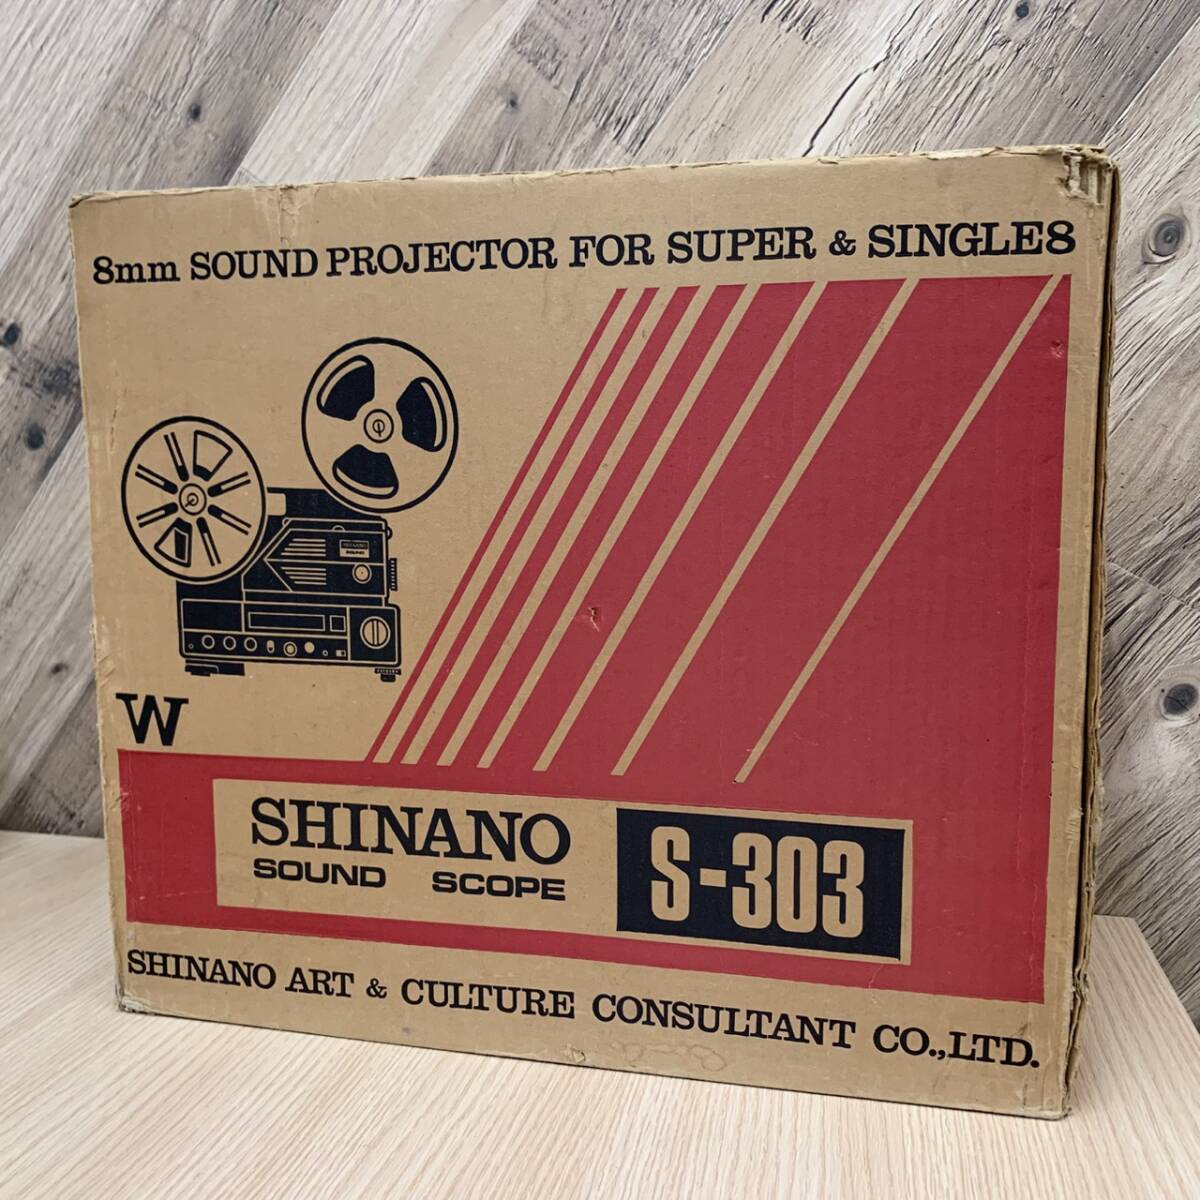 8mm SOUND PROJECTOR FOR SUPER & SINGLE8
W
SHINANO
SOUND SCOPE
S-303
SHINANO ART & CULTURE CONSULTANT CO.,LTD.